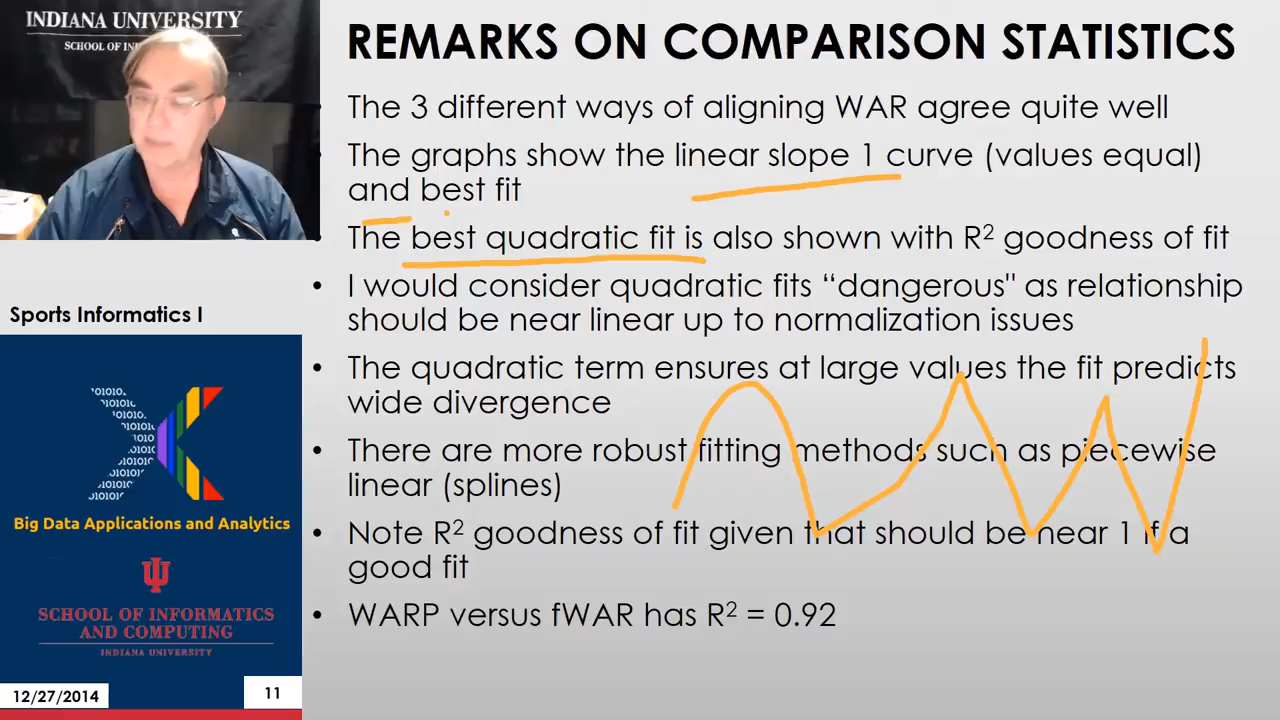 INDIANA UNIVERSITY
SCHOOL OF IN
REMARKS ON COMPARISON STATISTICS
• The 3 different ways of aligning WAR agree quite well
• The graphs show the linear slope 1 curve (values equal)
and best fit
• The best quadratic fit is also shown with R² goodness of fit
• I would consider quadratic fits “dangerous" as relationship
should be near linear up to normalization issues
• The quadratic term ensures at large values the fit predicts
wide divergence
• There are more robust fitting methods such as piecewise
linear (splines)
• Note R² goodness of fit given that should be near 1 if a
good fit
• WARP versus fWAR has R² = 0.92
Sports Informatics I
Big Data Applications and Analytics
SCHOOL OF INFORMATICS
AND COMPUTING
INDIANA UNIVERSITY
12/27/2014
11